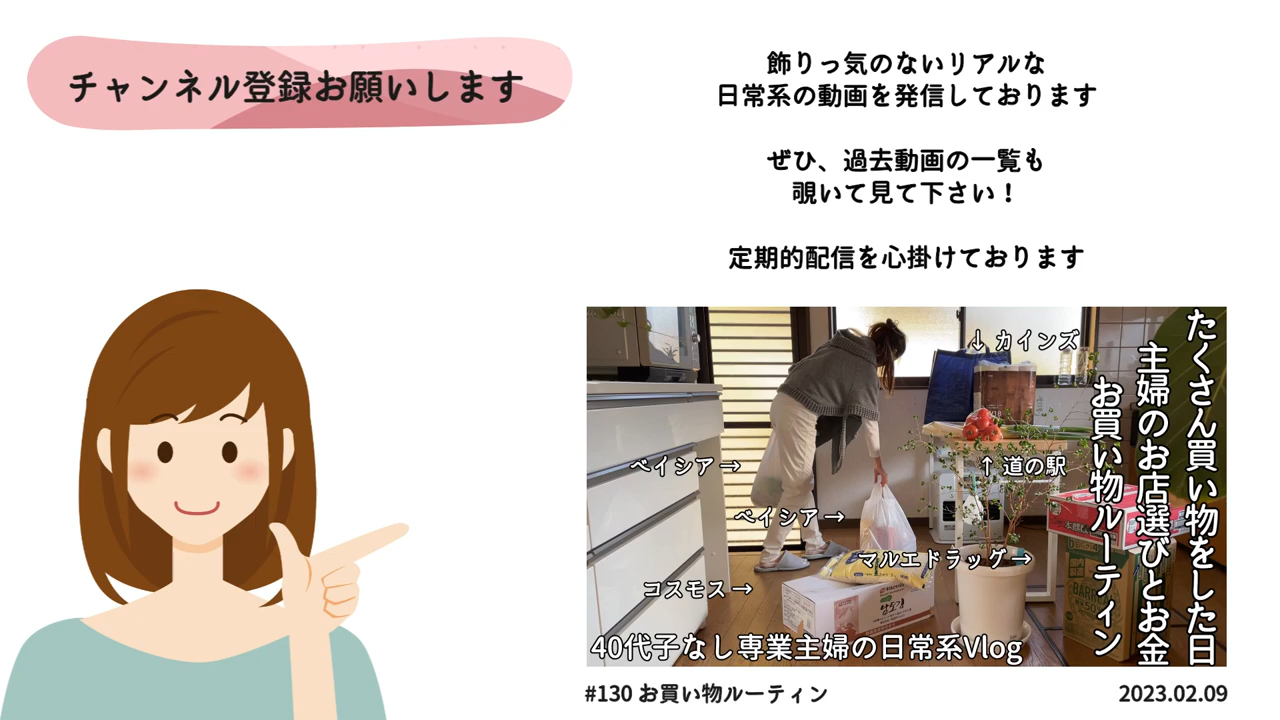 チャンネル登録お願いします
飾りっ気のないリアルな
日常系の動画を発信しております
ぜひ、過去動画の一覧も
覗いて見て下さい！
定期的配信を心掛けております
たくさん買い物をした日
主婦のお店選びとお金
お買い物ルーティン
↓ カインズ
ベイシア→
↑ 道の駅
ベイシア→
マルエドラッグ→
コスモス→
40代子なし専業主婦の日常系Vlog
#130 お買い物ルーティン
2023.02.09